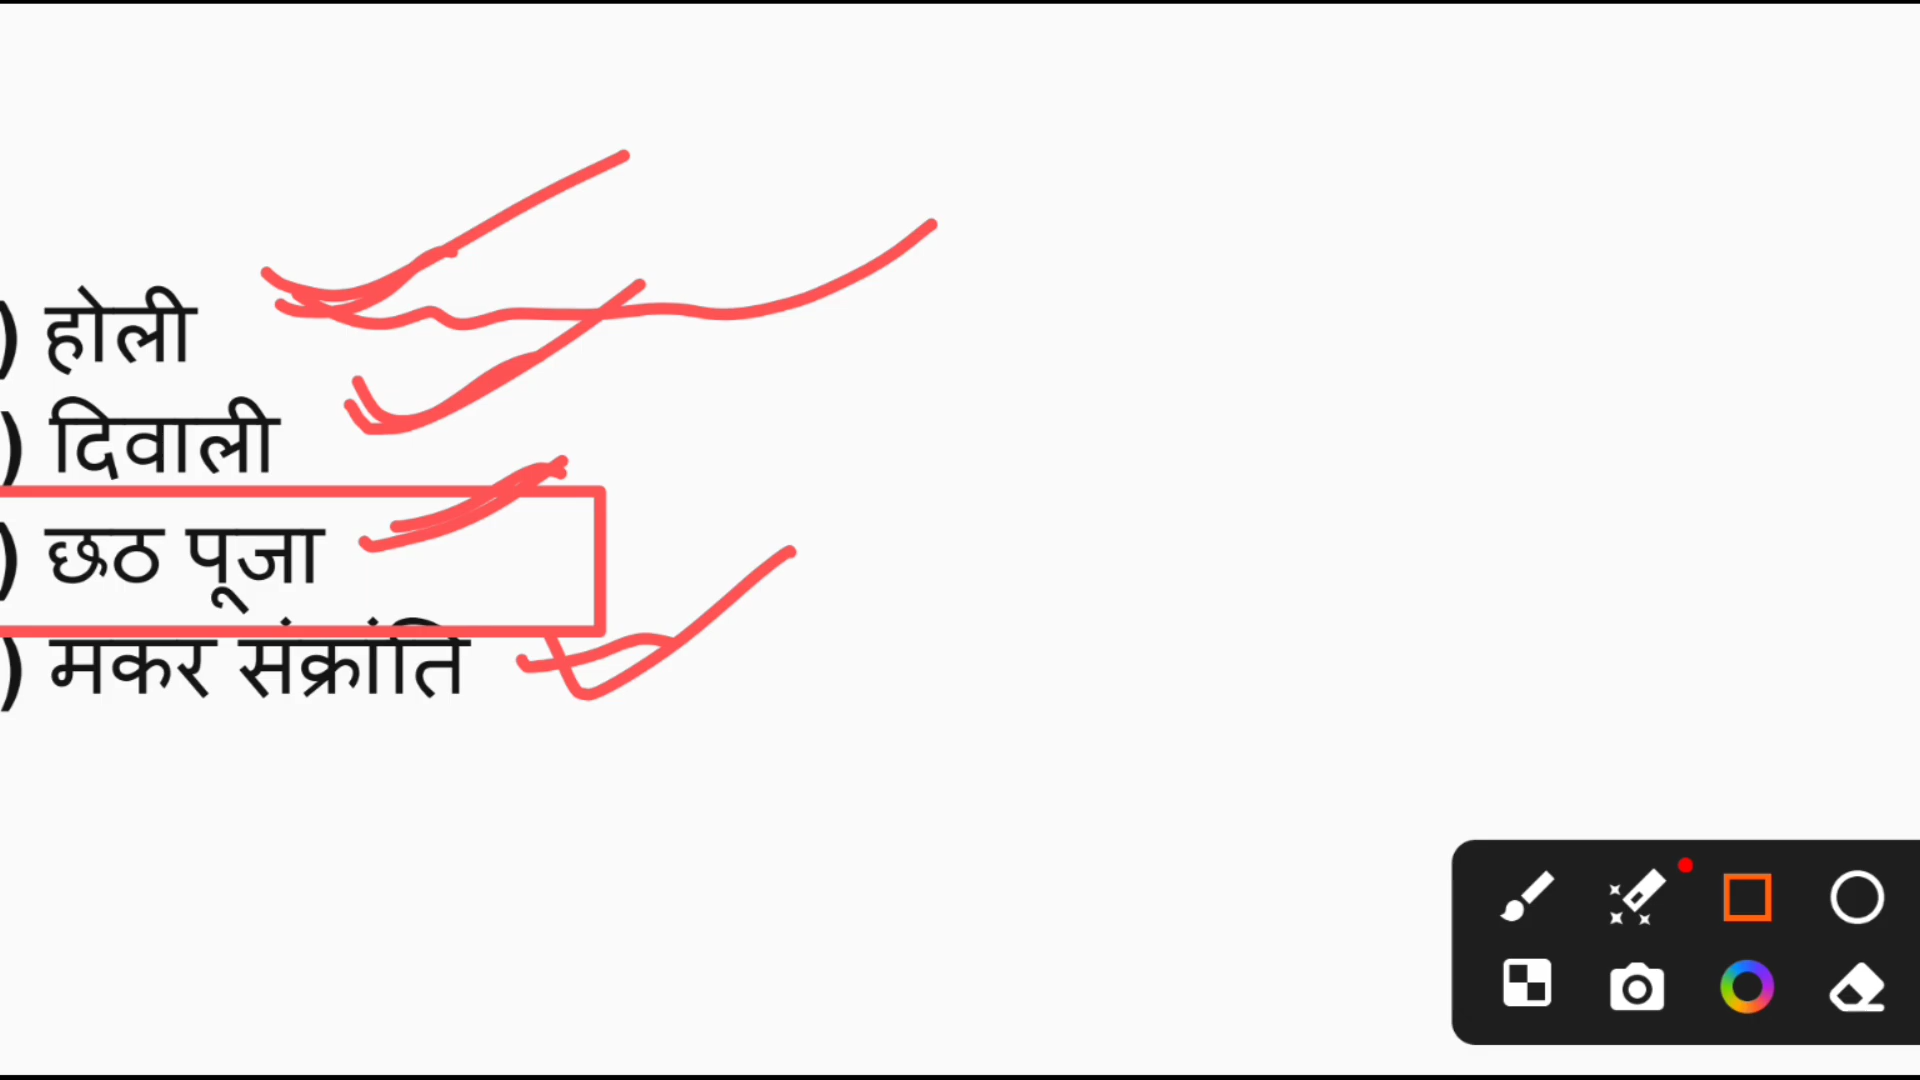 ) होली
) दिवाली
) छठ पूजा
) मकर संक्रांति